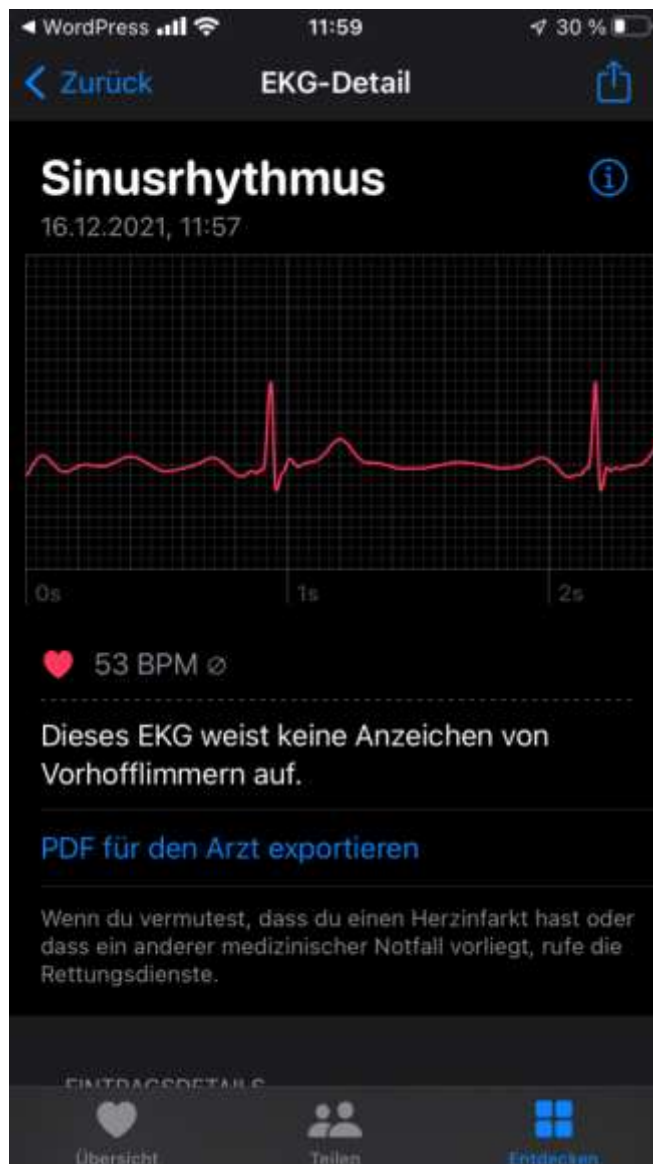 ◀ WordPress 11:59 30 %
Zurück EKG-Detail
Sinusrhythmus
16.12.2021, 11:57
0s 1s 2s
53 BPM ⌀
Dieses EKG weist keine Anzeichen von
Vorhofflimmern auf.
PDF für den Arzt exportieren
Wenn du vermutest, dass du einen Herzinfarkt hast oder
dass ein anderer medizinischer Notfall vorliegt, rufe die
Rettungsdienste.
EINTRAGSDETAILS
Übersicht Teilen Entdecken